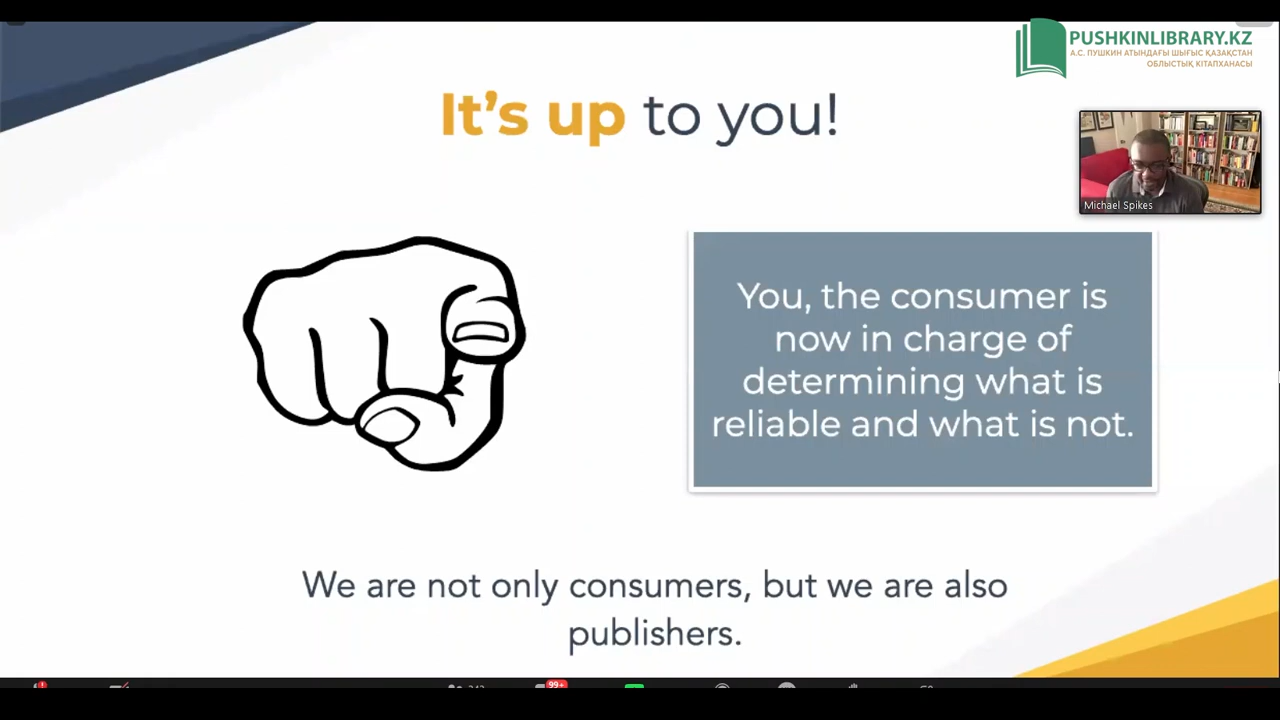 PUSHKINLIBRARY.KZ
А.С. ПУШКИН АТЫНДАҒЫ ШЫҒЫС ҚАЗАҚСТАН
ОБЛЫСТЫҚ КІТАПХАНАСЫ
It's up to you!
Michael Spikes
You, the consumer is
now in charge of
determining what is
reliable and what is not.
We are not only consumers, but we are also
publishers.
99+